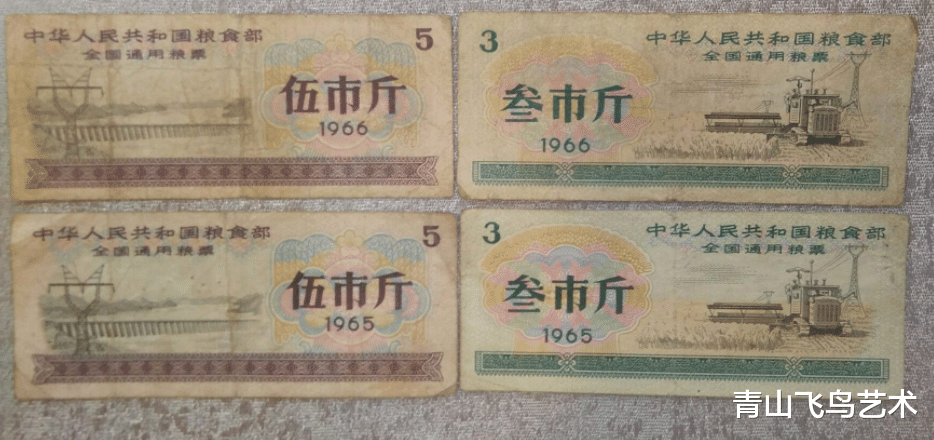 中华人民共和国粮食部 5
全国通用粮票
伍市斤
1966
3 中华人民共和国粮食部
全国通用粮票
叁市斤
1966
中华人民共和国粮食部 5
全国通用粮票
伍市斤
1965
3 中华人民共和国粮食部
全国通用粮票
叁市斤
1965
青山飞鸟艺术